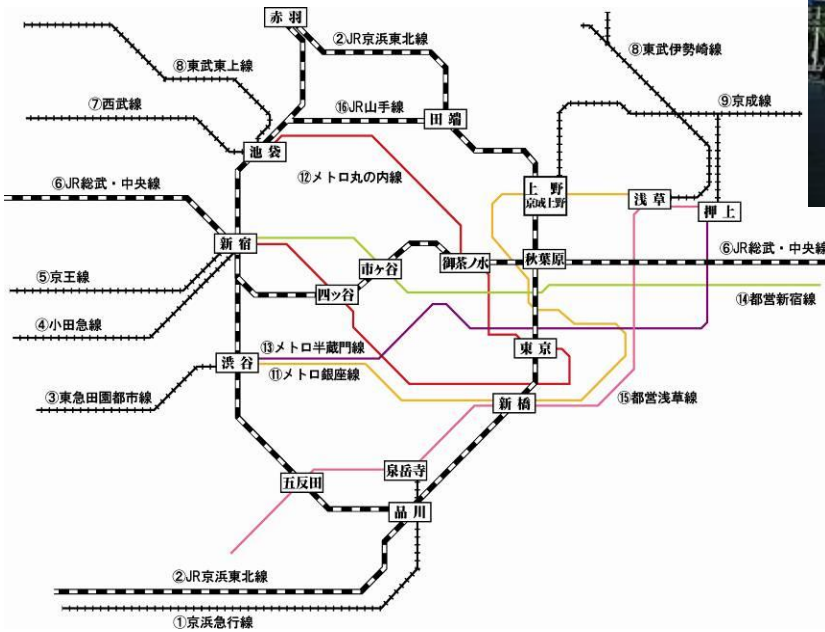 赤羽
②JR京浜東北線
⑧東武伊勢崎線
⑧東武東上線
⑨京成線
⑦西武線
⑯JR山手線
田端
池袋
⑫メトロ丸の内線
⑥JR総武・中央線
上野
京成上野
浅草
押上
新宿
市ヶ谷
御茶ノ水
秋葉原
⑥JR総武・中央線
⑤京王線
四ッ谷
⑭都営新宿線
④小田急線
⑬メトロ半蔵門線
東京
渋谷
⑪メトロ銀座線
③東急田園都市線
新橋
⑮都営浅草線
泉岳寺
五反田
品川
②JR京浜東北線
①京浜急行線